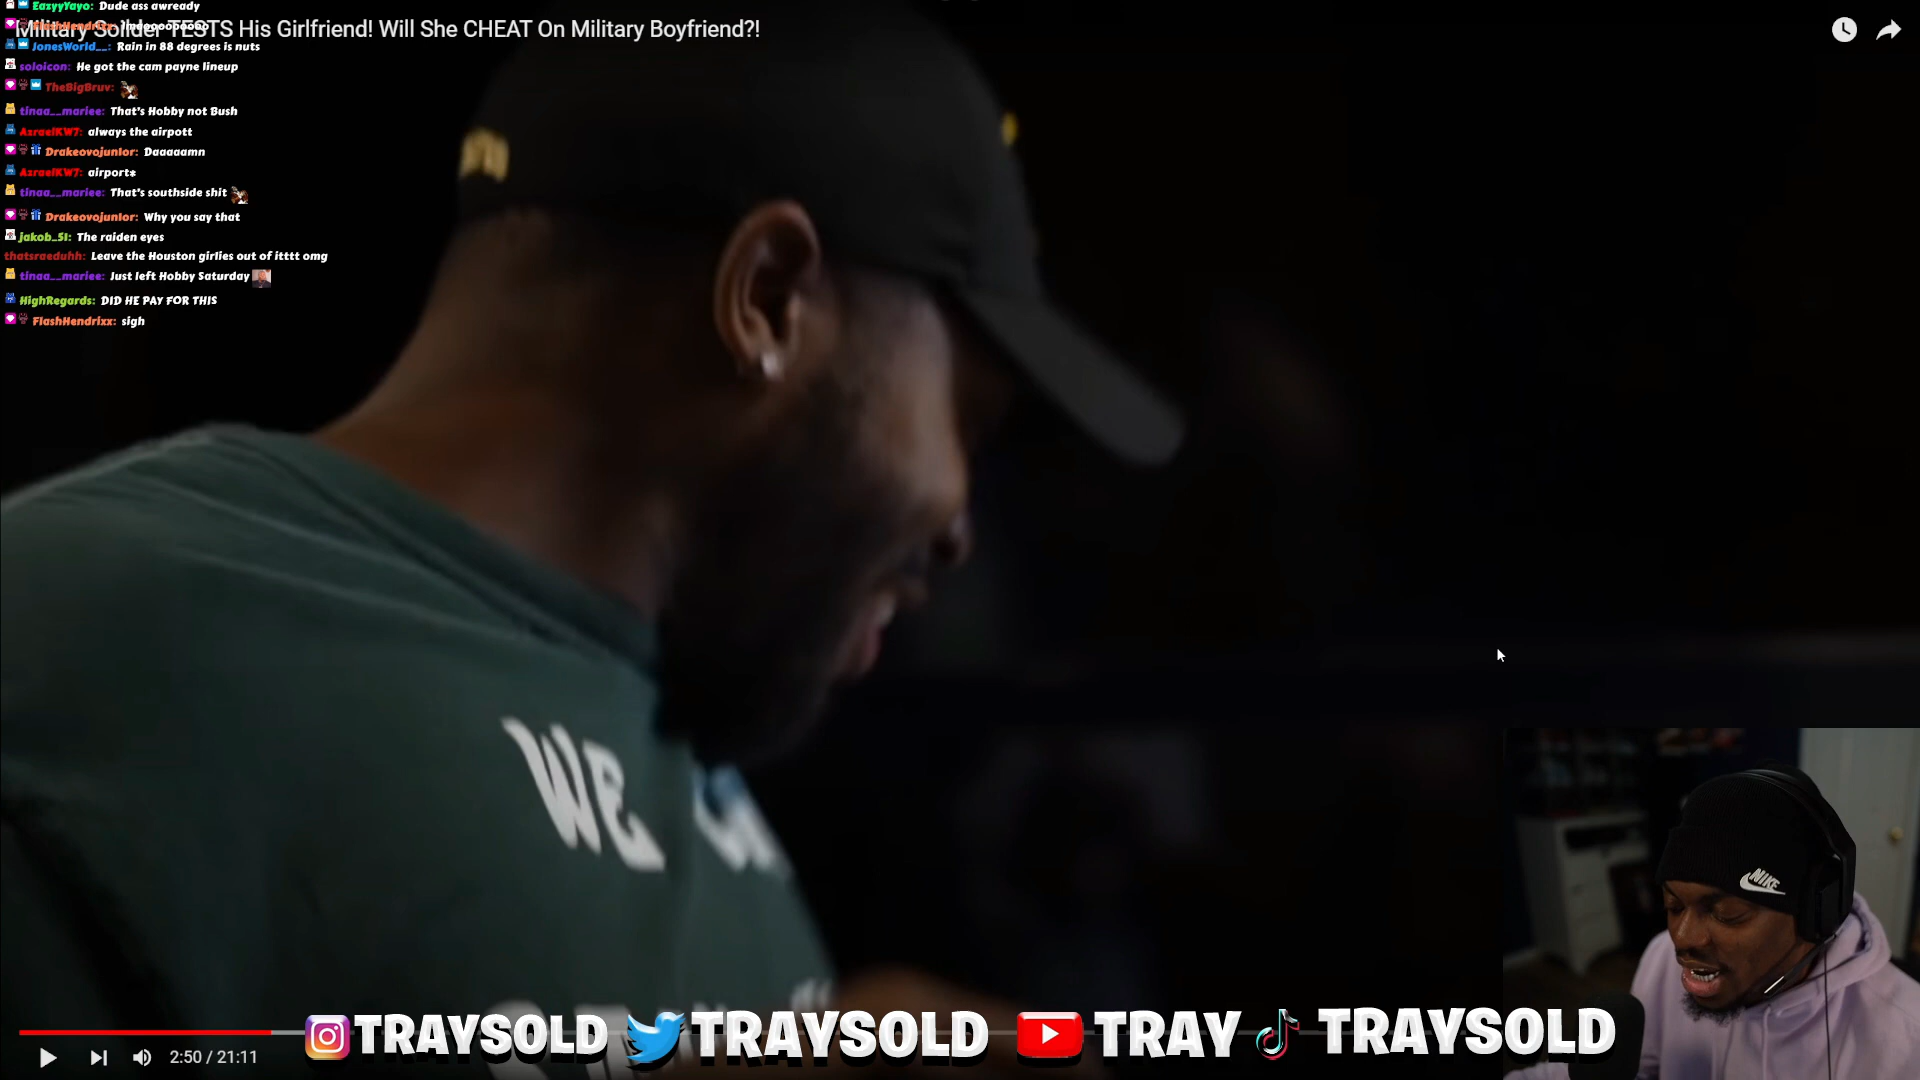 EazyyYayo: Dude ass awready
Military Soilder TESTS His Girlfriend! Will She CHEAT On Military Boyfriend?!
JonesWorld__: Rain in 88 degrees is nuts
soloicon: He got the cam payne lineup
TheBigBruv:
tinaa__mariee: That's Hobby not Bush
AzraelKW7: always the airpott
Drakeovojunior: Daaaaamn
AzraelKW7: airport*
tinaa__mariee: That's southside shit
Drakeovojunior: Why you say that
jakob_51: The raiden eyes
thatsraeduhh: Leave the Houston girlies out of itttt omg
tinaa__mariee: Just left Hobby Saturday
HighRegards: DID HE PAY FOR THIS
FlashHendrixx: sigh
WE
NIKE
TRAYSOLD TRAYSOLD TRAY TRAYSOLD
2:50 / 21:11